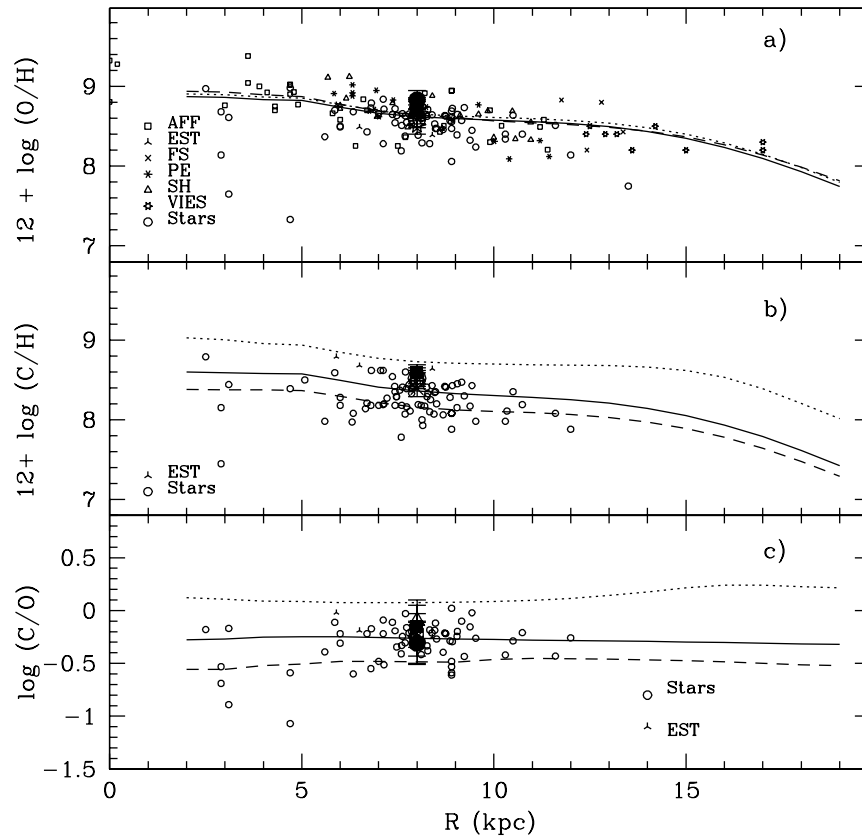 a)
12 + log (O/H)
9
8
7
AFF
EST
FS
PE
SH
VIES
Stars
b)
12+ log (C/H)
9
8
7
EST
Stars
c)
log (C/O)
0.5
0
−0.5
−1
−1.5
Stars
EST
0
5
10
15
R (kpc)